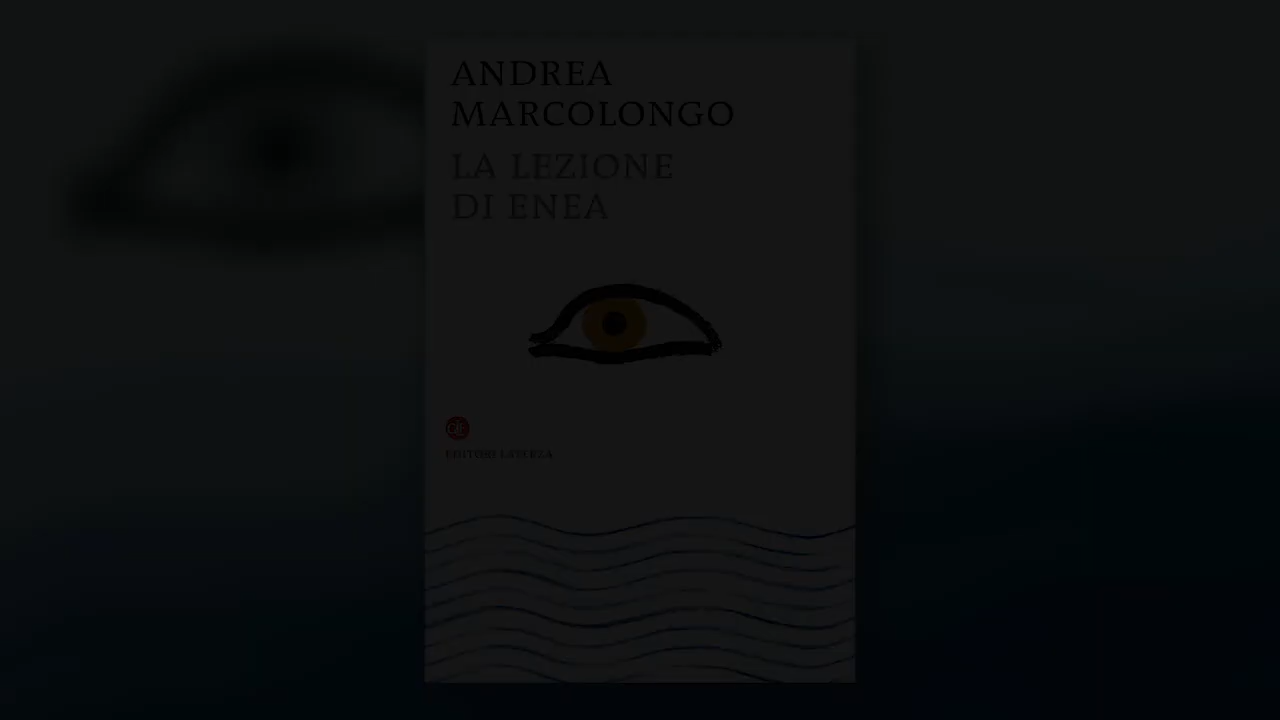 ANDREA
MARCOLONGO
LA LEZIONE
DI ENEA
EDITORI LATERZA